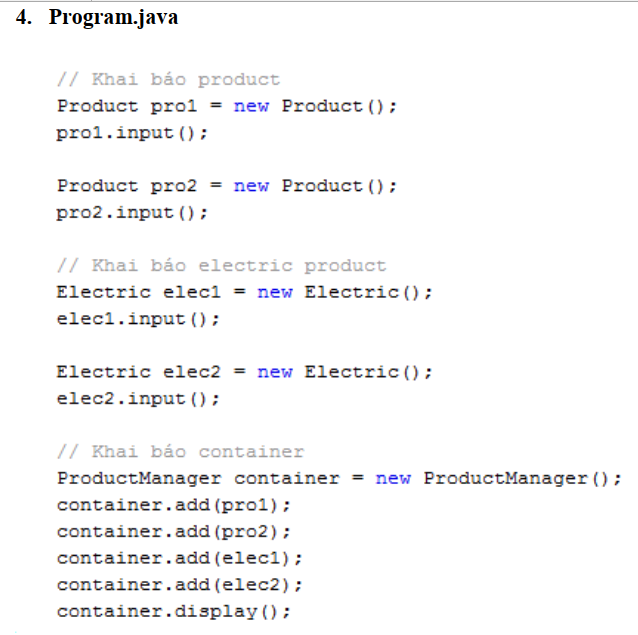 4. Program.java
// Khai báo product
Product pro1 = new Product();
pro1.input();
Product pro2 = new Product();
pro2.input();
// Khai báo electric product
Electric elec1 = new Electric();
elec1.input();
Electric elec2 = new Electric();
elec2.input();
// Khai báo container
ProductManager container = new ProductManager();
container.add(pro1);
container.add(pro2);
container.add(elec1);
container.add(elec2);
container.display();